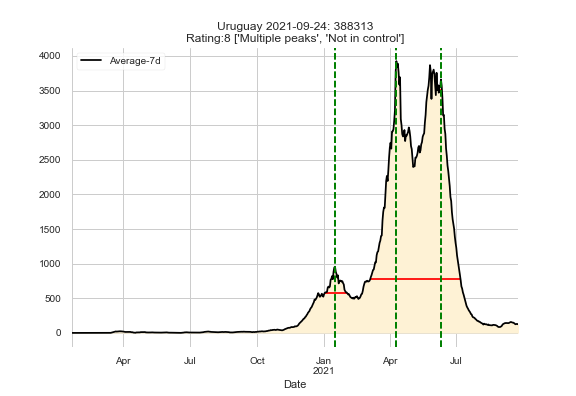 Uruguay 2021-09-24: 388313
Rating:8 ['Multiple peaks', 'Not in control']
Average-7d
4000
3500
3000
2500
2000
1500
1000
500
0
Apr Jul Oct Jan Apr Jul
2021
Date